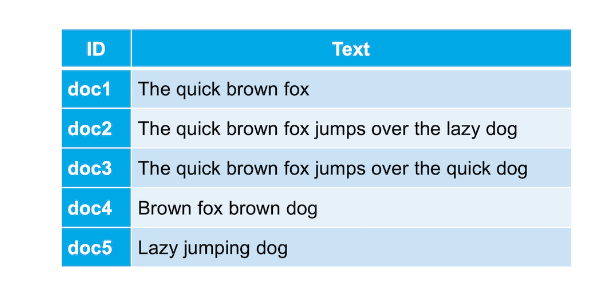 ID Text
doc1 The quick brown fox
doc2 The quick brown fox jumps over the lazy dog
doc3 The quick brown fox jumps over the quick dog
doc4 Brown fox brown dog
doc5 Lazy jumping dog